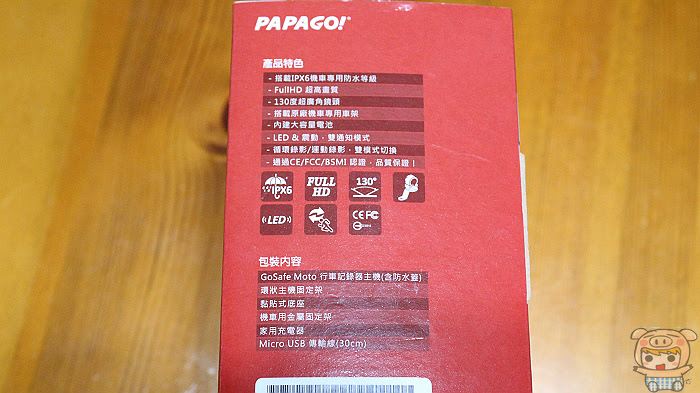 PAPAGO!®
產品特色
- 搭載IPX6機車專用防水等級
- FullHD 超高畫質
- 130度超廣角鏡頭
- 搭載原廠機車專用車架
- 內建大容量電池
- LED & 震動，雙通知模式
- 循環錄影/運動錄影，雙模式切換
- 通過CE/FCC/BSMI 認證，品質保證！
IPX6 FULL HD 130°
LED CE FC
包裝内容
GoSafe Moto 行車記錄器主機(含防水蓋)
環狀主機固定架
黏貼式底座
機車用金屬固定架
家用充電器
Micro USB 傳輸線(30cm)